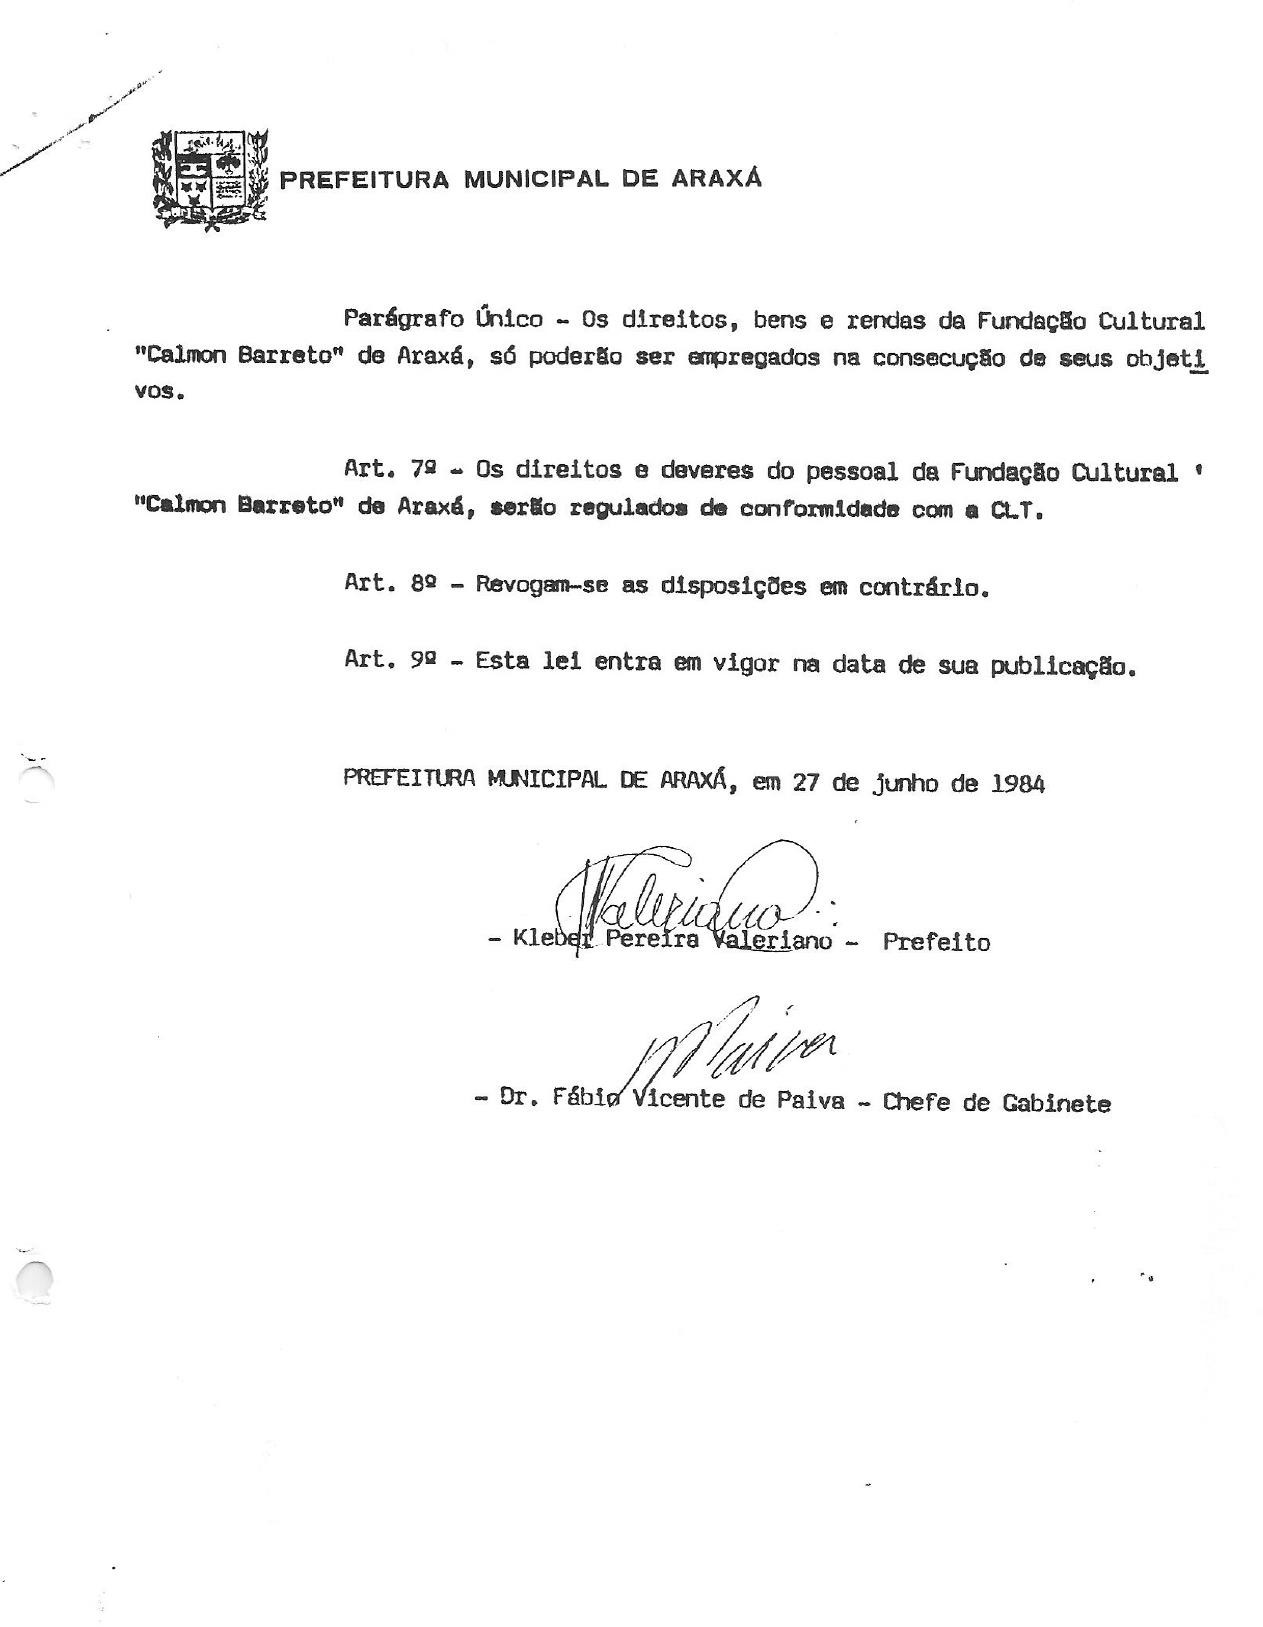 PREFEITURA MUNICIPAL DE ARAXÁ
Parágrafo Único - Os direitos, bens e rendas da Fundação Cultural
"Calmon Barreto" de Araxá, só poderão ser empregados na consecução de seus objeti
vos.
Art. 7º - Os direitos e deveres do pessoal da Fundação Cultural '
"Calmon Barreto" de Araxá, serão regulados de conformidade com a CLT.
Art. 8º - Revogam-se as disposições em contrário.
Art. 9º - Esta lei entra em vigor na data de sua publicação.
PREFEITURA MUNICIPAL DE ARAXÁ, em 27 de junho de 1984
Valeriano
- Kleber Pereira Valeriano - Prefeito
Paiva
- Dr. Fábio Vicente de Paiva - Chefe de Gabinete